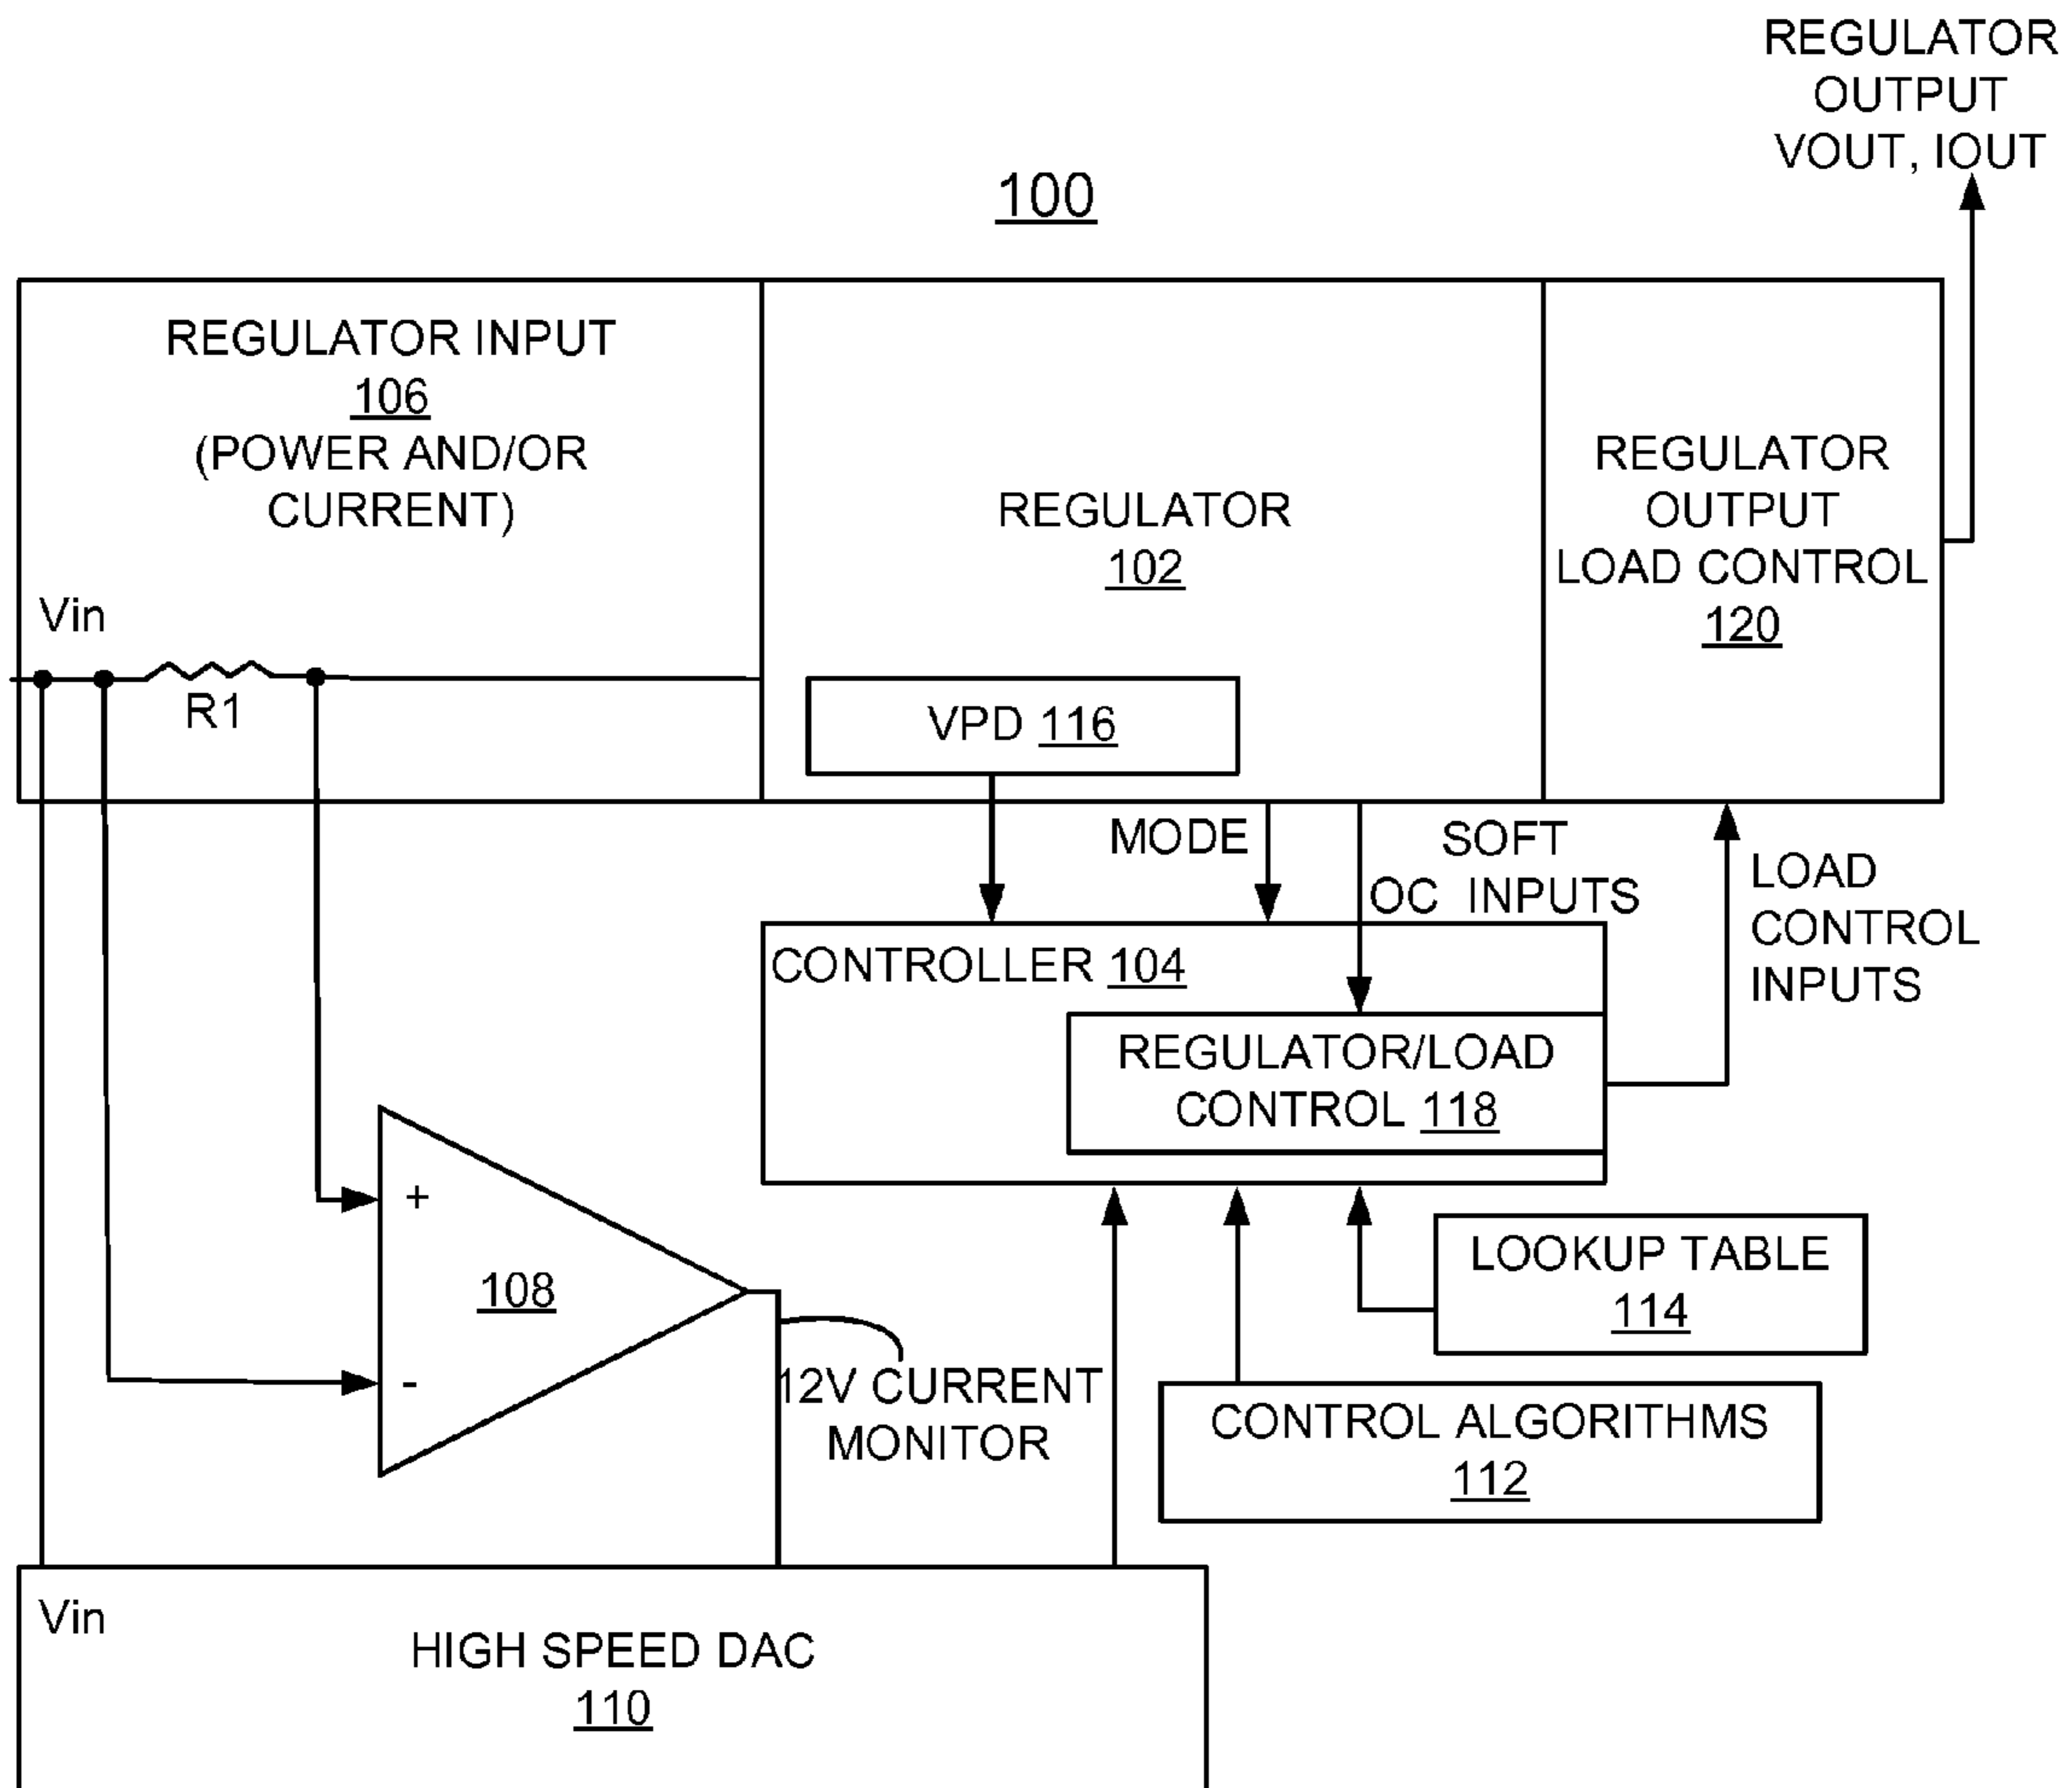 REGULATOR
OUTPUT
VOUT, IOUT
100
REGULATOR INPUT
106
(POWER AND/OR
CURRENT)
Vin
R1
REGULATOR
102
VPD 116
REGULATOR
OUTPUT
LOAD CONTROL
120
MODE
SOFT
OC INPUTS
LOAD
CONTROL
INPUTS
CONTROLLER 104
REGULATOR/LOAD
CONTROL 118
+
108
-
12V CURRENT
MONITOR
LOOKUP TABLE
114
CONTROL ALGORITHMS
112
Vin
HIGH SPEED DAC
110